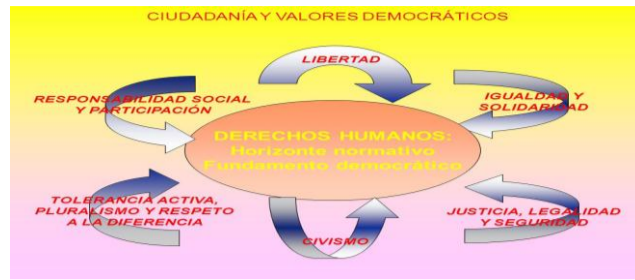 CIUDADANÍA Y VALORES DEMOCRÁTICOS
LIBERTAD
RESPONSABILIDAD SOCIAL
Y PARTICIPACIÓN
IGUALDAD Y
SOLIDARIDAD
DERECHOS HUMANOS:
Horizonte normativo
Fundamento democrático
TOLERANCIA ACTIVA,
PLURALISMO Y RESPETO
A LA DIFERENCIA
JUSTICIA, LEGALIDAD
Y SEGURIDAD
CIVISMO